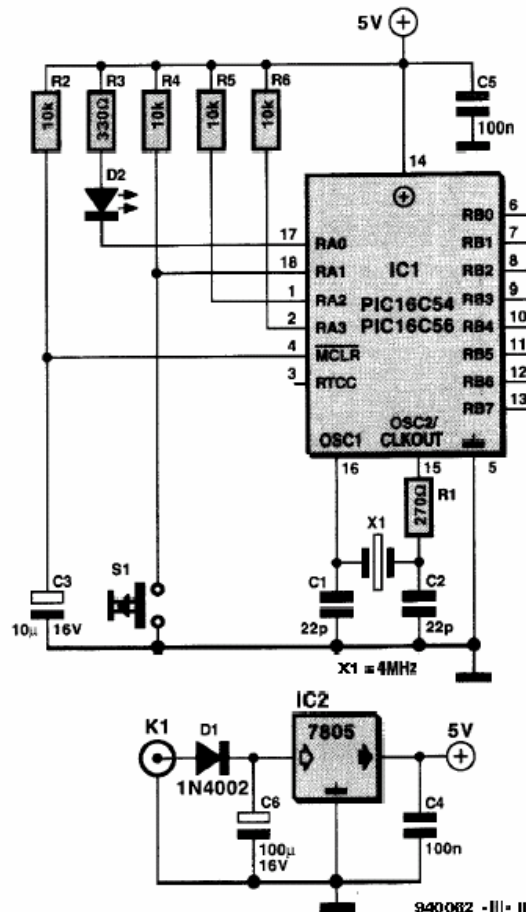 5V
R2
R3
R4
R5
R6
10k
330Ω
10k
10k
10k
C5
100n
D2
14
17
RA0
18
RA1
1
RA2
2
RA3
4
MCLR
3
RTCC
IC1
PIC16C54
PIC16C56
RB0
6
RB1
7
RB2
8
RB3
9
RB4
10
RB5
11
RB6
12
RB7
13
OSC1
OSC2/
CLKOUT
16
15
5
R1
270Ω
X1
C1
C2
22p
22p
X1 = 4MHz
C3
10μ
16V
S1
K1
D1
1N4002
IC2
7805
5V
C6
100μ
16V
C4
100n
940062 - III -